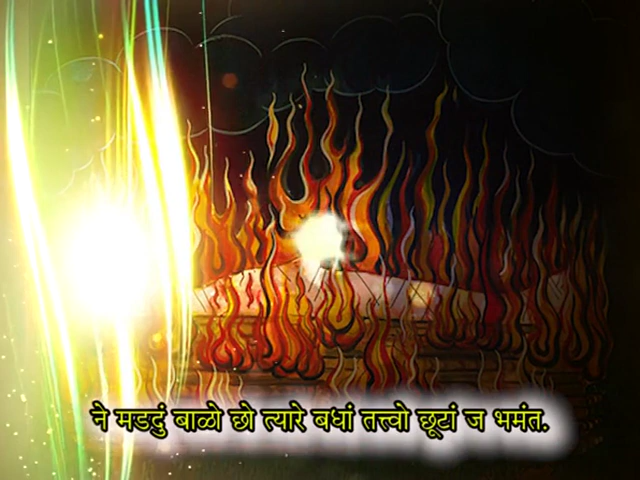 ने मडदुं बाळो छो त्यारे बधां तत्त्वो छूटां ज भमंत.